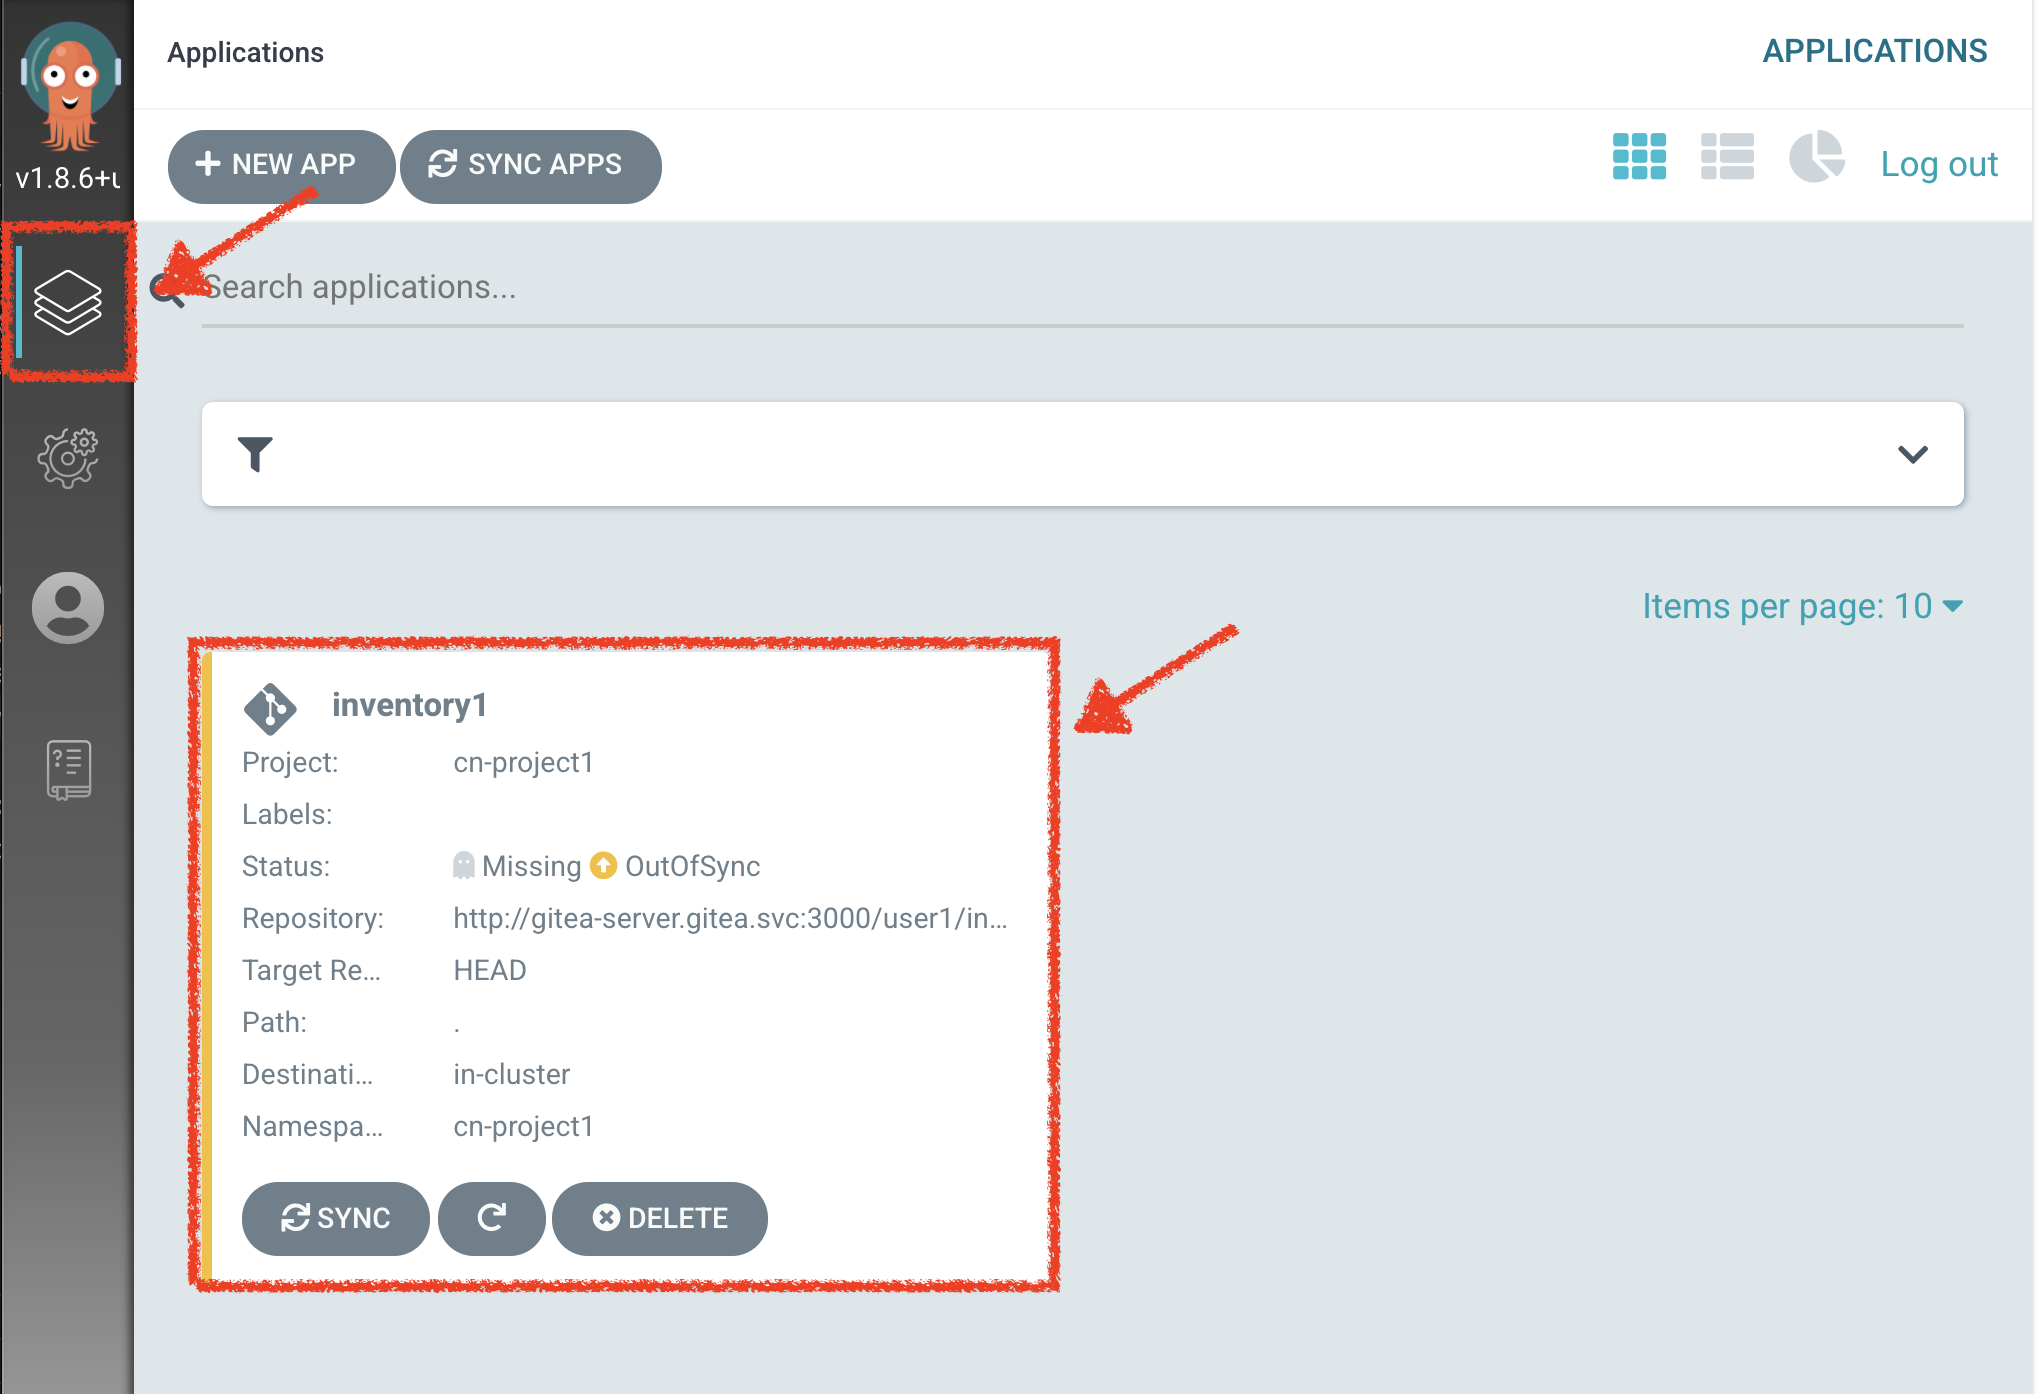 Applications
APPLICATIONS
NEW APP
SYNC APPS
Log out
v1.8.6+u
Search applications...
Items per page: 10
inventory1
Project: cn-project1
Labels:
Status: Missing OutOfSync
Repository: http://gitea-server.gitea.svc:3000/user1/in...
Target Re... HEAD
Path: .
Destinati... in-cluster
Namespa... cn-project1
SYNC
DELETE